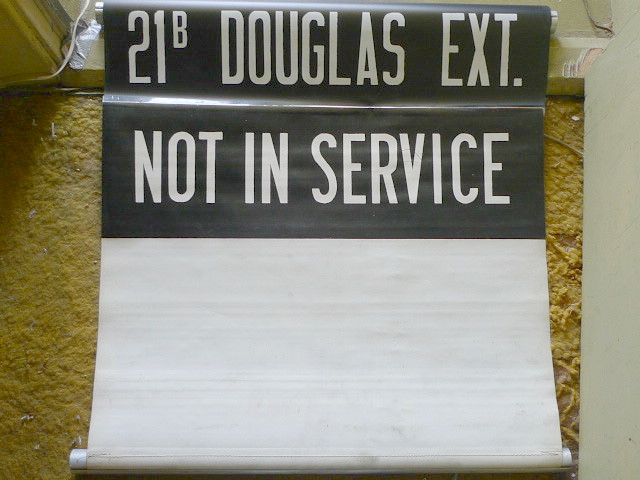 21B DOUGLAS EXT.
NOT IN SERVICE